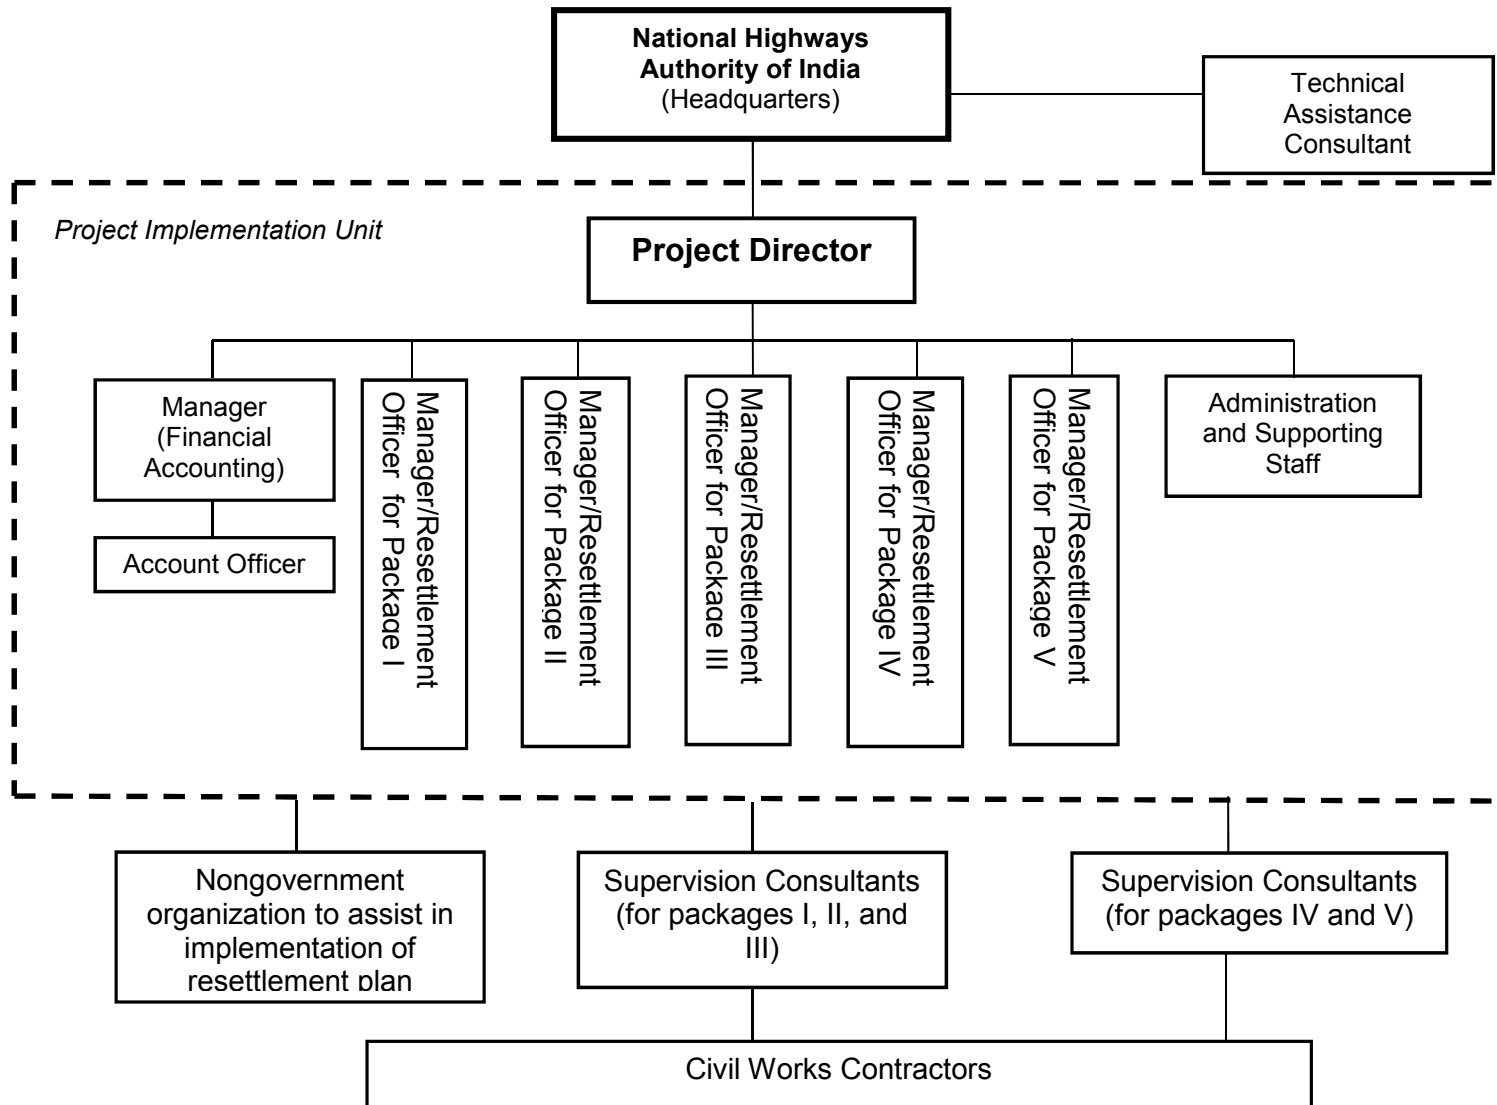 National Highways
Authority of India
(Headquarters)
Technical
Assistance
Consultant
Project Implementation Unit
Project Director
Manager
(Financial
Accounting)
Account Officer
Manager/Resettlement
Officer for Package I
Manager/Resettlement
Officer for Package II
Manager/Resettlement
Officer for Package III
Manager/Resettlement
Officer for Package IV
Manager/Resettlement
Officer for Package V
Administration
and Supporting
Staff
Nongovernment
organization to assist in
implementation of
resettlement plan
Supervision Consultants
(for packages I, II, and
III)
Supervision Consultants
(for packages IV and V)
Civil Works Contractors